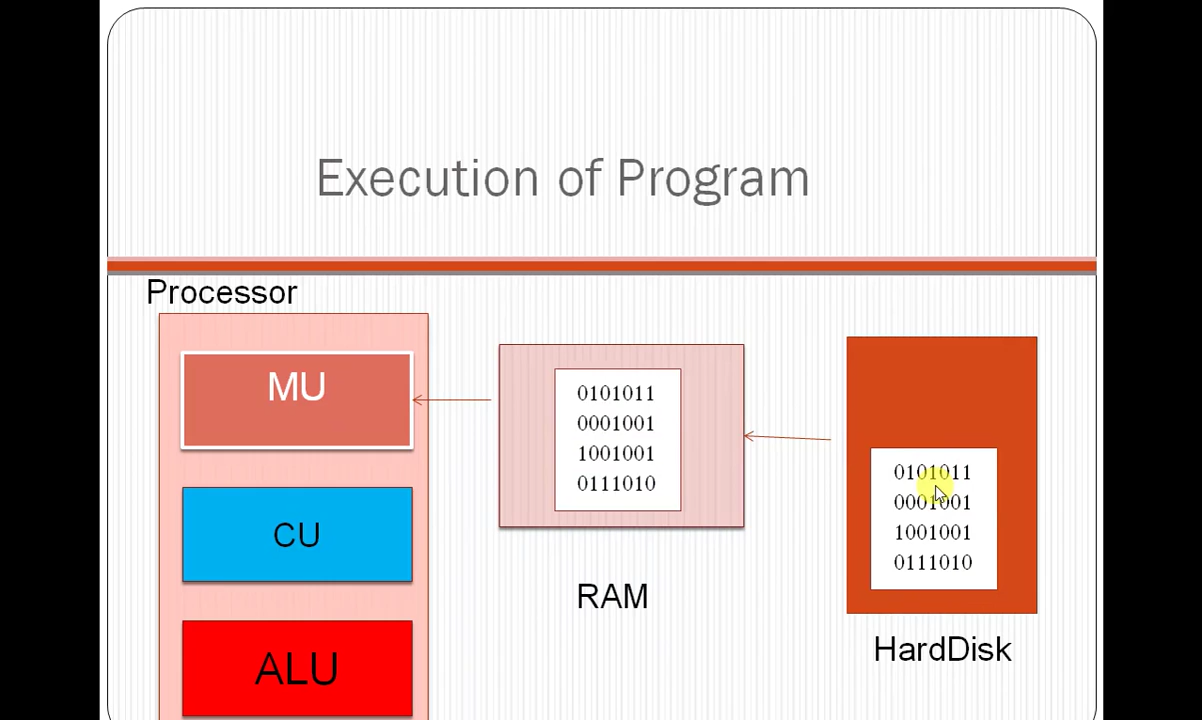 Execution of Program
Processor
MU
CU
ALU
0101011
0001001
1001001
0111010
RAM
0101011
0001001
1001001
0111010
HardDisk